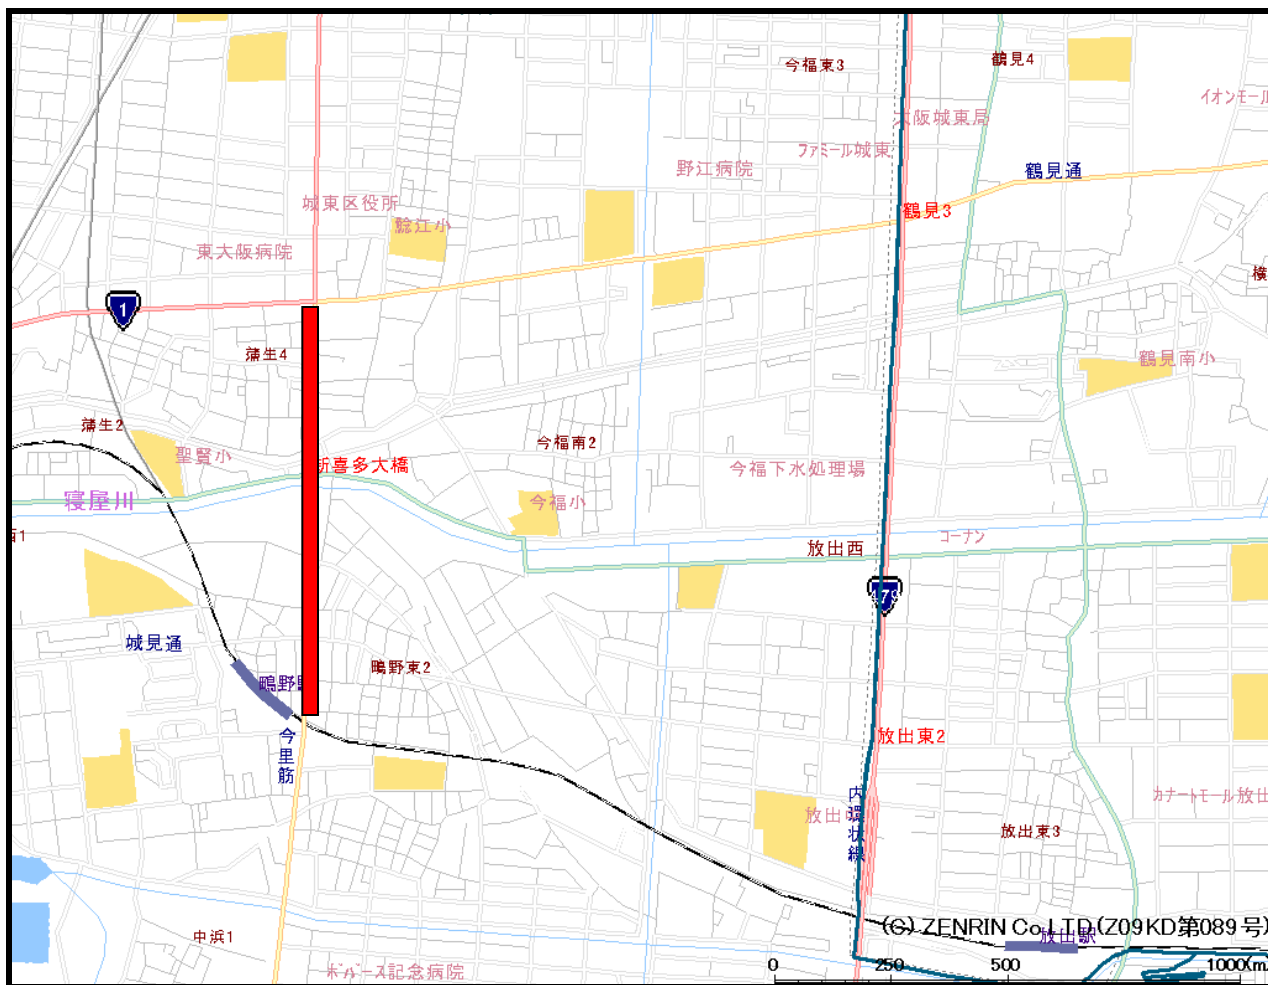 今福東3
鶴見4
イオンモール
大阪城東局
ファミール城東
野江病院
鶴見通
城東区役所
鶴見3
鯰江小
東大阪病院
横
1
蒲生4
鶴見南小
蒲生2
今福南2
聖賢小
新喜多大橋
今福下水処理場
寝屋川
今福小
コーナン
放出西
城見通
鴫野東2
今里筋
放出東2
内環状線
カナートモール放出
放出東3
(C) ZENRIN Co.LTD(Z09KD第089号)
中浜1
放出駅
ボバース記念病院
0 250 500 1000(m)